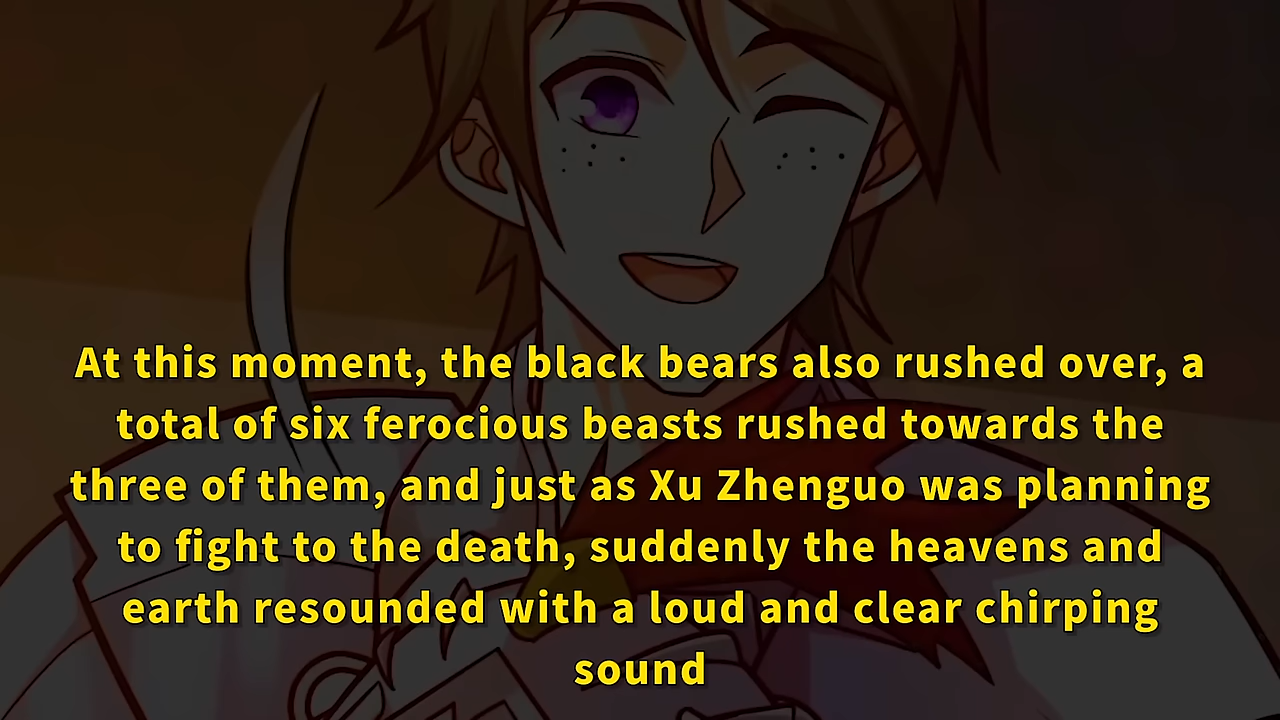 At this moment, the black bears also rushed over, a
total of six ferocious beasts rushed towards the
three of them, and just as Xu Zhenguo was planning
to fight to the death, suddenly the heavens and
earth resounded with a loud and clear chirping
sound